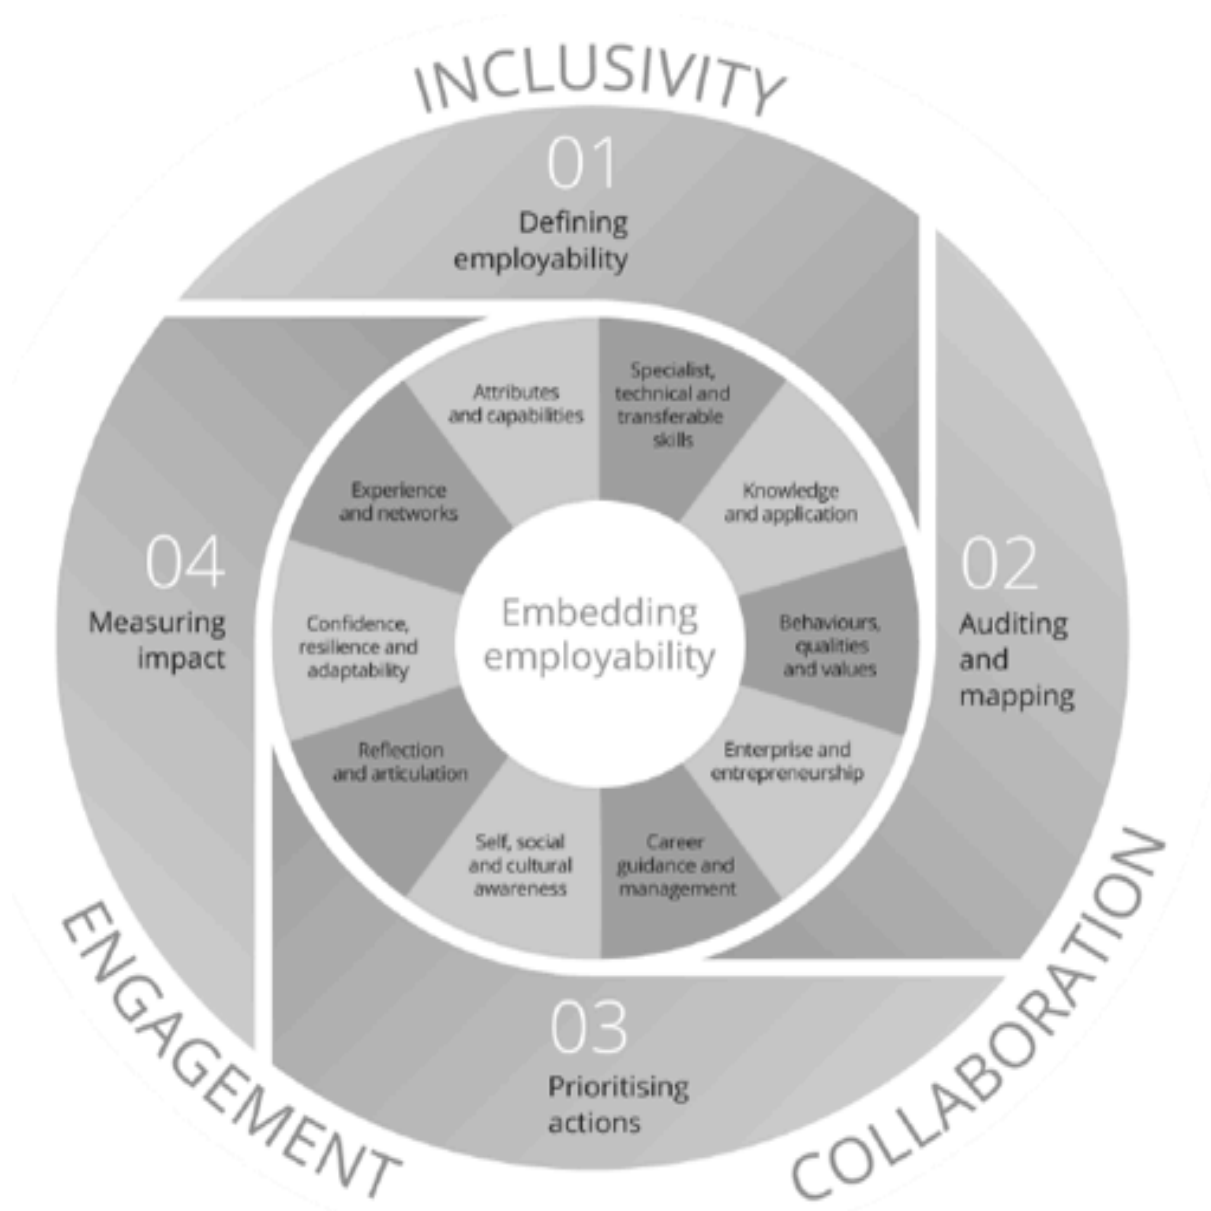 INCLUSIVITY
01
Defining
employability
02
Auditing
and
mapping
03
Prioritising
actions
04
Measuring
impact
Specialist,
technical and
transferable
skills
Knowledge
and application
Behaviours,
qualities
and values
Enterprise and
entrepreneurship
Career
guidance and
management
Self, social
and cultural
awareness
Reflection
and articulation
Confidence,
resilience and
adaptability
Experience
and networks
Attributes
and capabilities
Embedding
employability
COLLABORATION
ENGAGEMENT